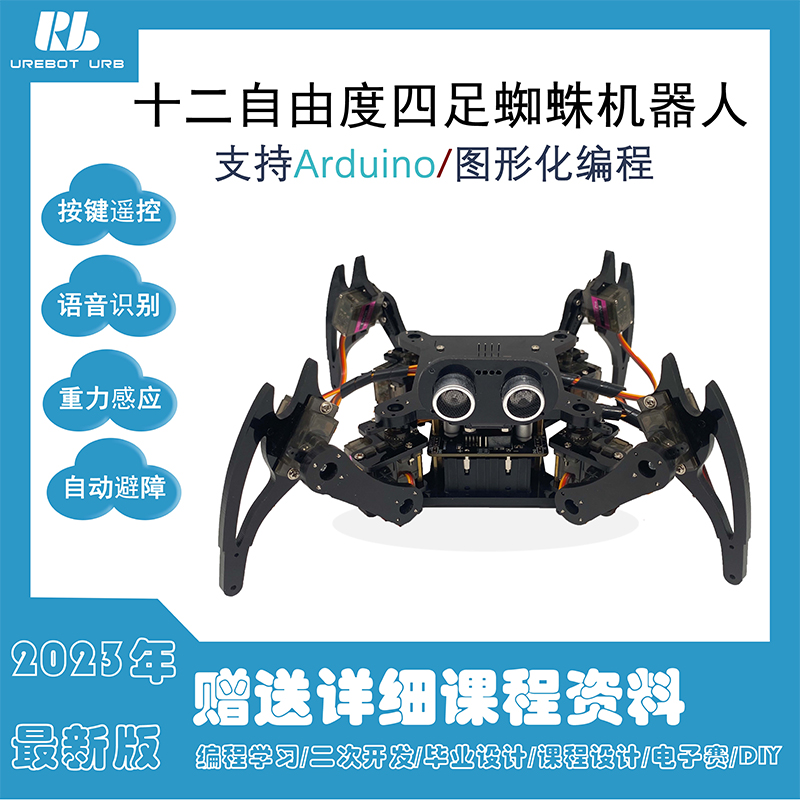 UREBOT URB
十二自由度四足蜘蛛机器人
支持Arduino/图形化编程
按键遥控
语音识别
重力感应
自动避障
2023年
最新版
赠送详细课程资料
编程学习/二次开发/毕业设计/课程设计/电子赛/DIY